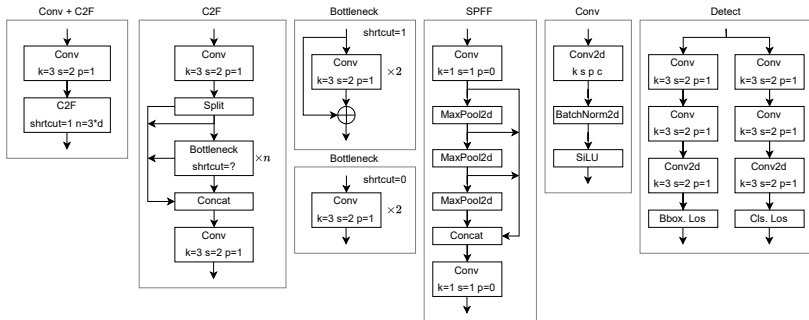 Conv + C2F
Conv
k=3 s=2 p=1
C2F
shrtcut=1 n=3*d
C2F
Conv
k=3 s=2 p=1
Split
Bottleneck
shrtcut=?
×n
Concat
Conv
k=3 s=2 p=1
Bottleneck
shrtcut=1
Conv
k=3 s=2 p=1
×2
Bottleneck
shrtcut=0
Conv
k=3 s=2 p=1
×2
SPFF
Conv
k=1 s=1 p=0
MaxPool2d
MaxPool2d
MaxPool2d
Concat
Conv
k=1 s=1 p=0
Conv
Conv2d
k s p c
BatchNorm2d
SiLU
Detect
Conv
k=3 s=2 p=1
Conv
k=3 s=2 p=1
Conv2d
k=3 s=2 p=1
Bbox. Los
Conv
k=3 s=2 p=1
Conv
k=3 s=2 p=1
Conv2d
k=3 s=2 p=1
Cls. Los